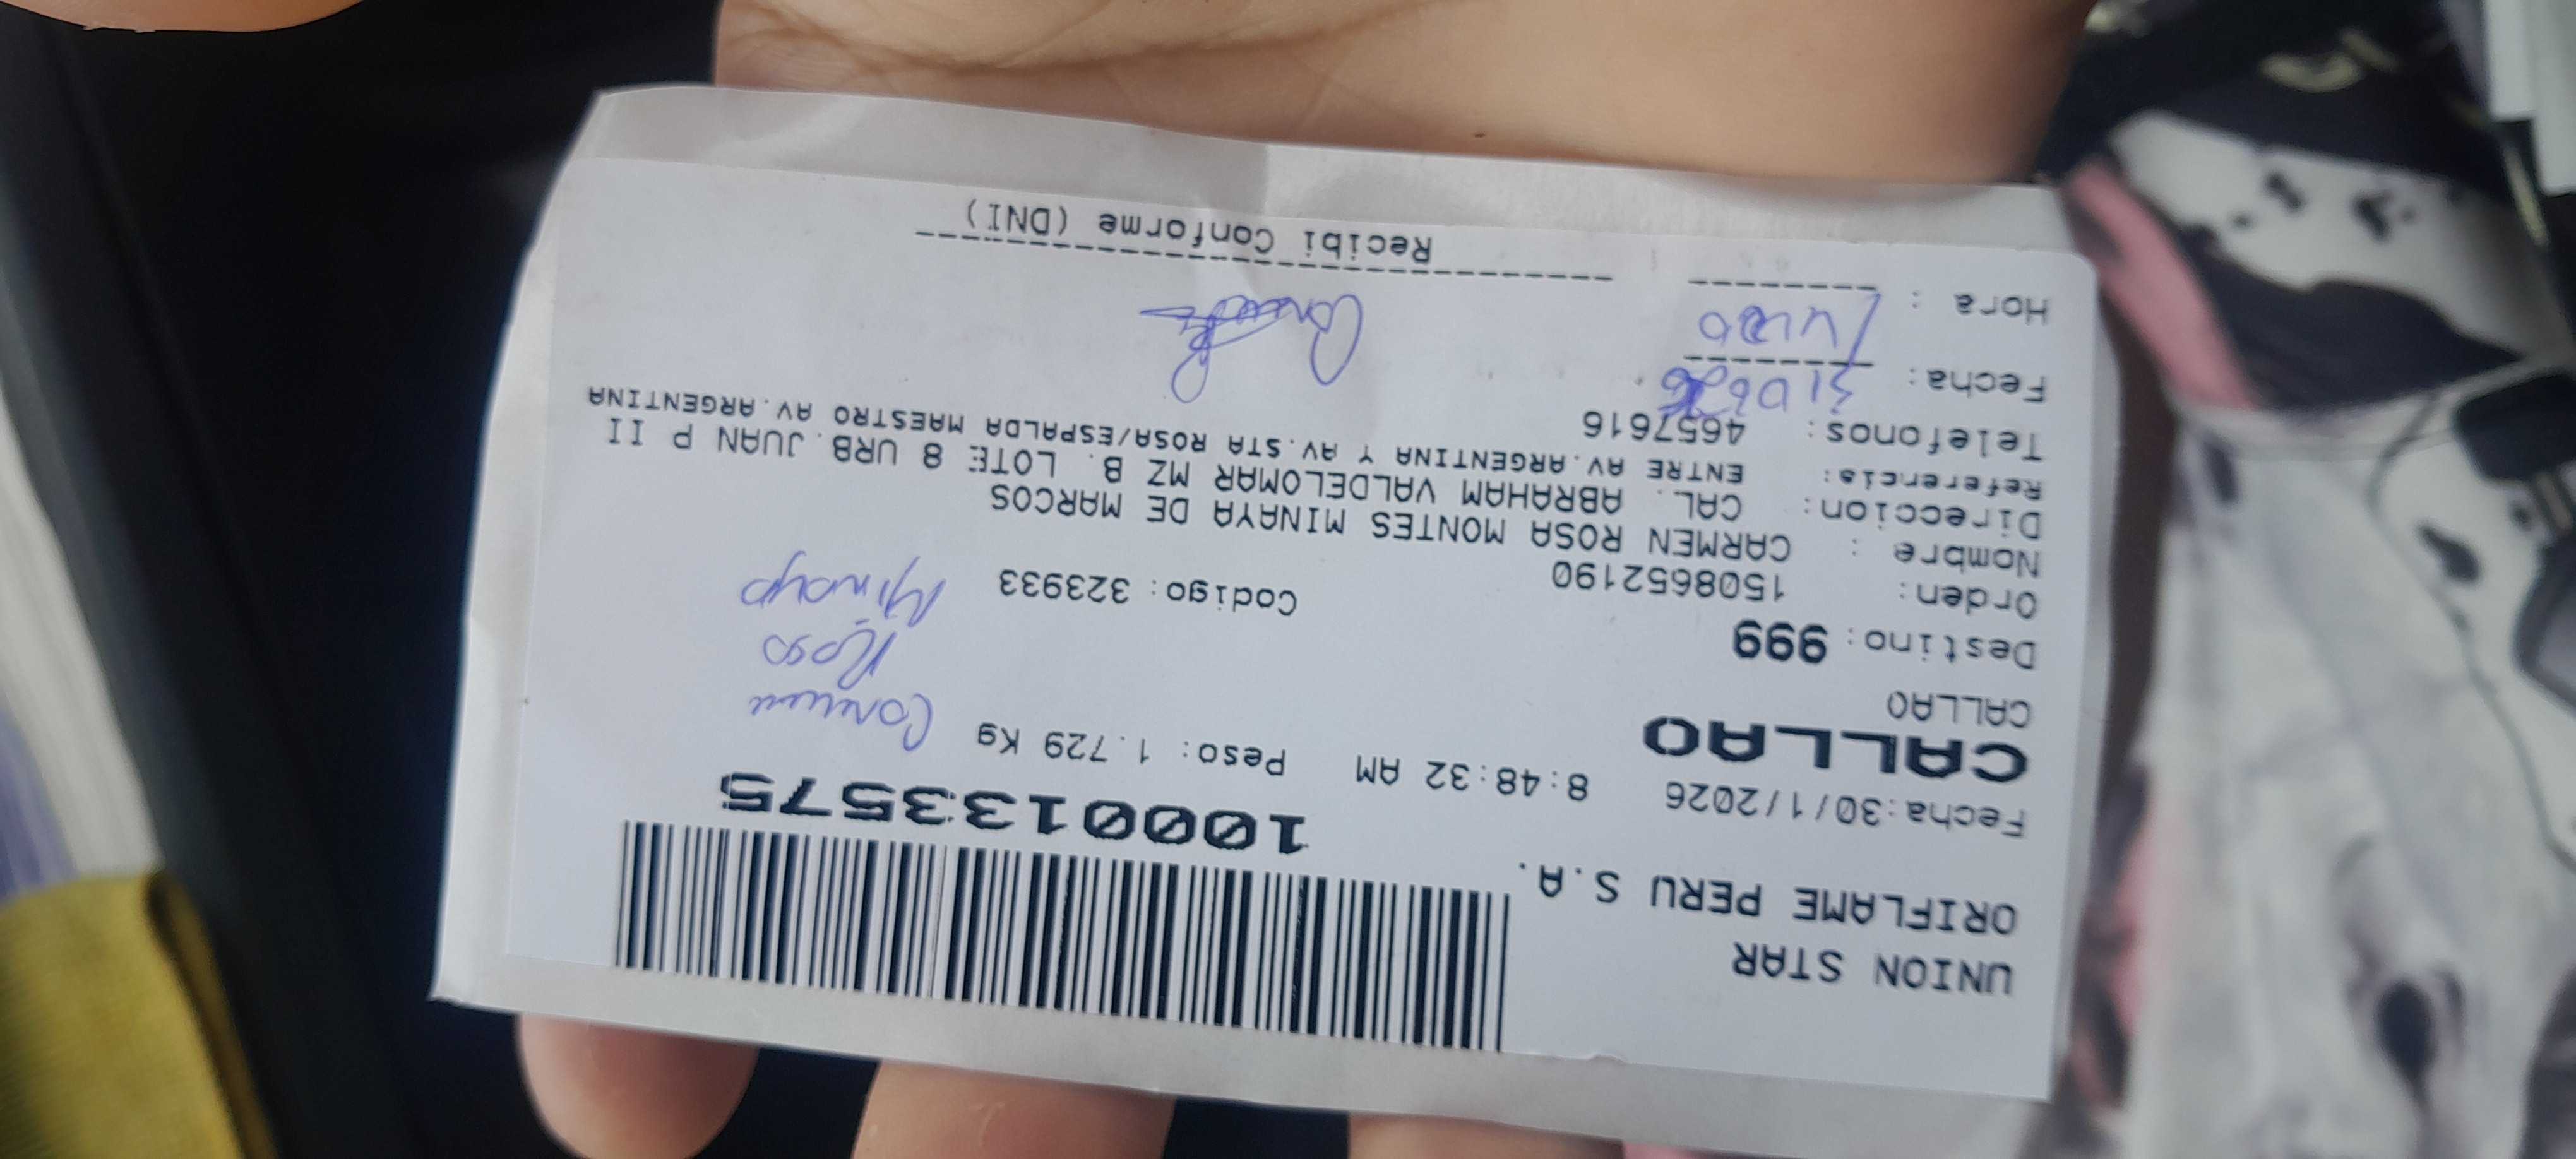 UNION STAR
ORIFLAME PERU S.A.
1000133575
Fecha:30/1/2026 8:48:32 AM Peso: 1.729 Kg
CALLAO
CALLAO
Carmen
Rosa
Minaya
Destino: 999
Orden: 1508652190 Codigo: 323933
Nombre : CARMEN ROSA MONTES MINAYA DE MARCOS
Direccion: CAL. ABRAHAM VALDELOMAR MZ B. LOTE 8 URB.JUAN P II
Referencia: ENTRE AV.ARGENTINA Y AV.STA ROSA/ESPALDA MAESTRO AV.ARGENTINA
Telefonos: 4657616
Fecha:
Hora :
Recibi Conforme (DNI)